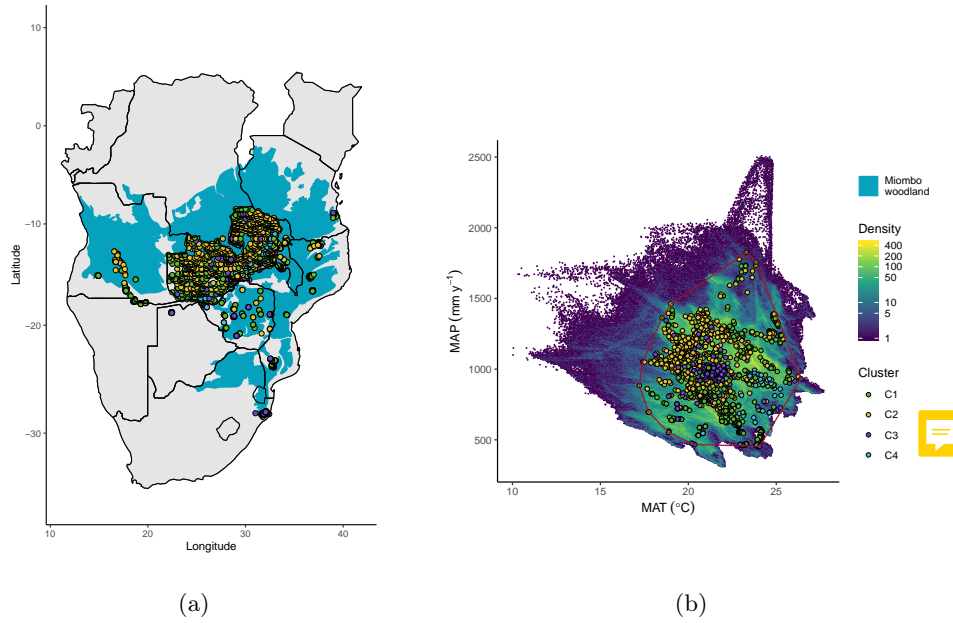 10
0
−10
−20
−30
Latitude
10
20
30
40
Longitude
(a)
2500
2000
1500
1000
500
MAP (mm y⁻¹)
10
15
20
25
MAT (°C)
(b)
Miombo
woodland
Density
400
200
100
50
10
5
1
Cluster
C1
C2
C3
C4